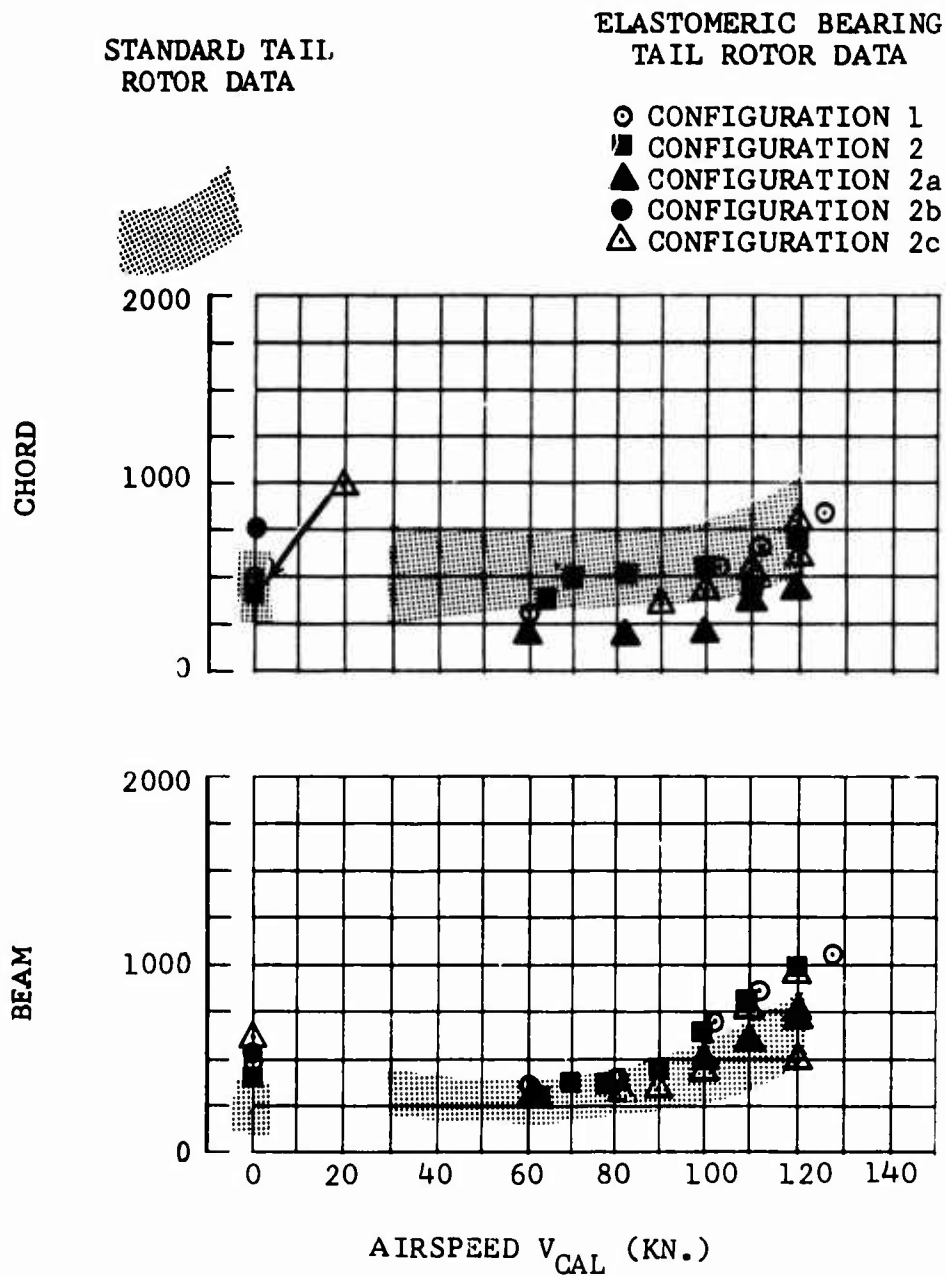 STANDARD TAIL
ROTOR DATA
ELASTOMERIC BEARING
TAIL ROTOR DATA
CONFIGURATION 1
CONFIGURATION 2
CONFIGURATION 2a
CONFIGURATION 2b
CONFIGURATION 2c
CHORD
2000
1000
0
BEAM
2000
1000
0
0 20 40 60 80 100 120 140
AIRSPEED VCAL (KN.)